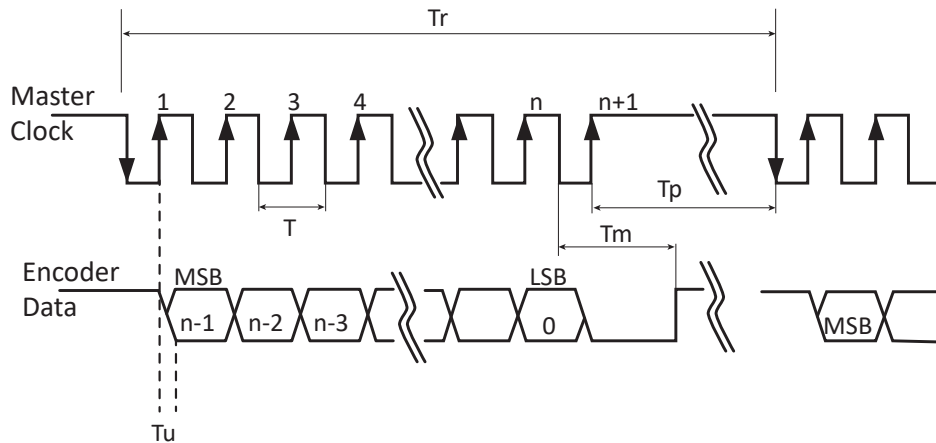 Tr
Master
Clock
1 2 3 4 n n+1
T
Tp
Tm
Encoder
Data
MSB LSB
n-1 n-2 n-3 0 MSB
Tu